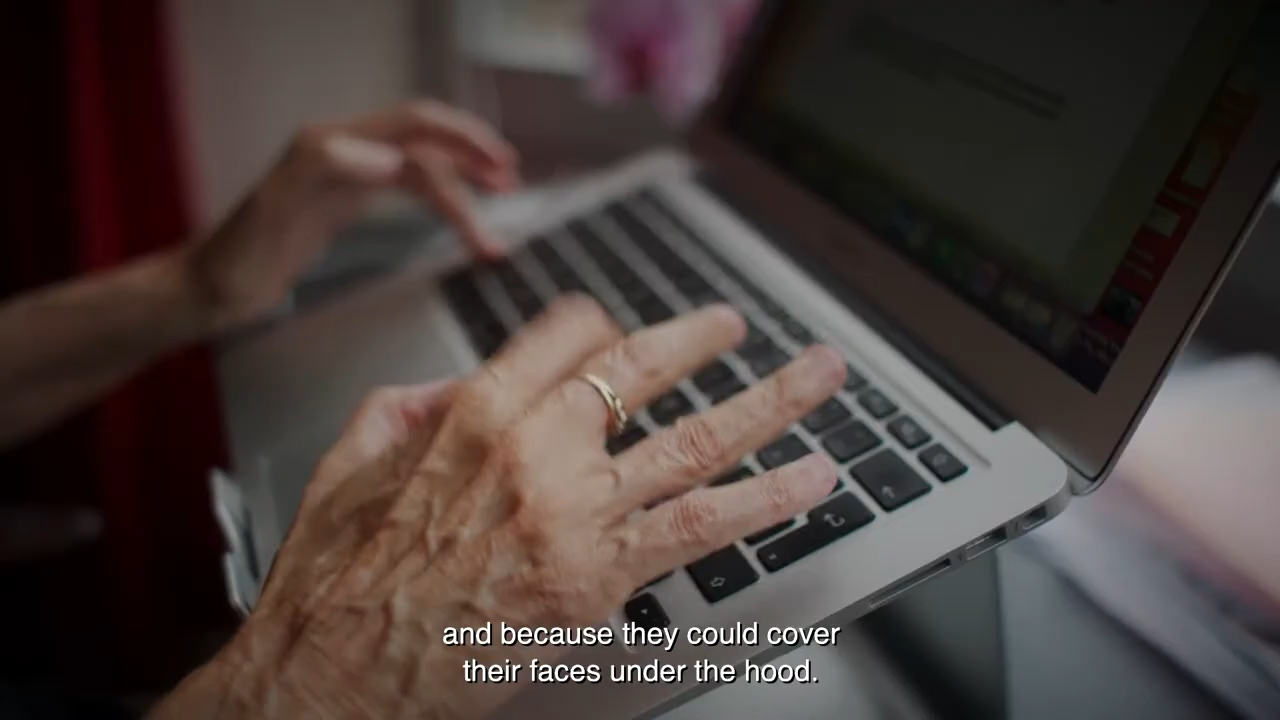 and because they could cover
their faces under the hood.